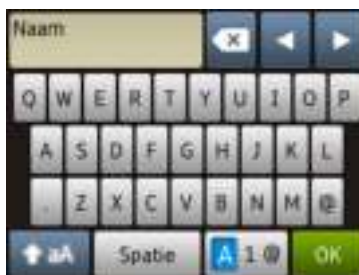 Naam
Q W E R T Y U I O P
A S D F G H J K L
. Z X C V B N M @
aA Spatie A 1 @ OK